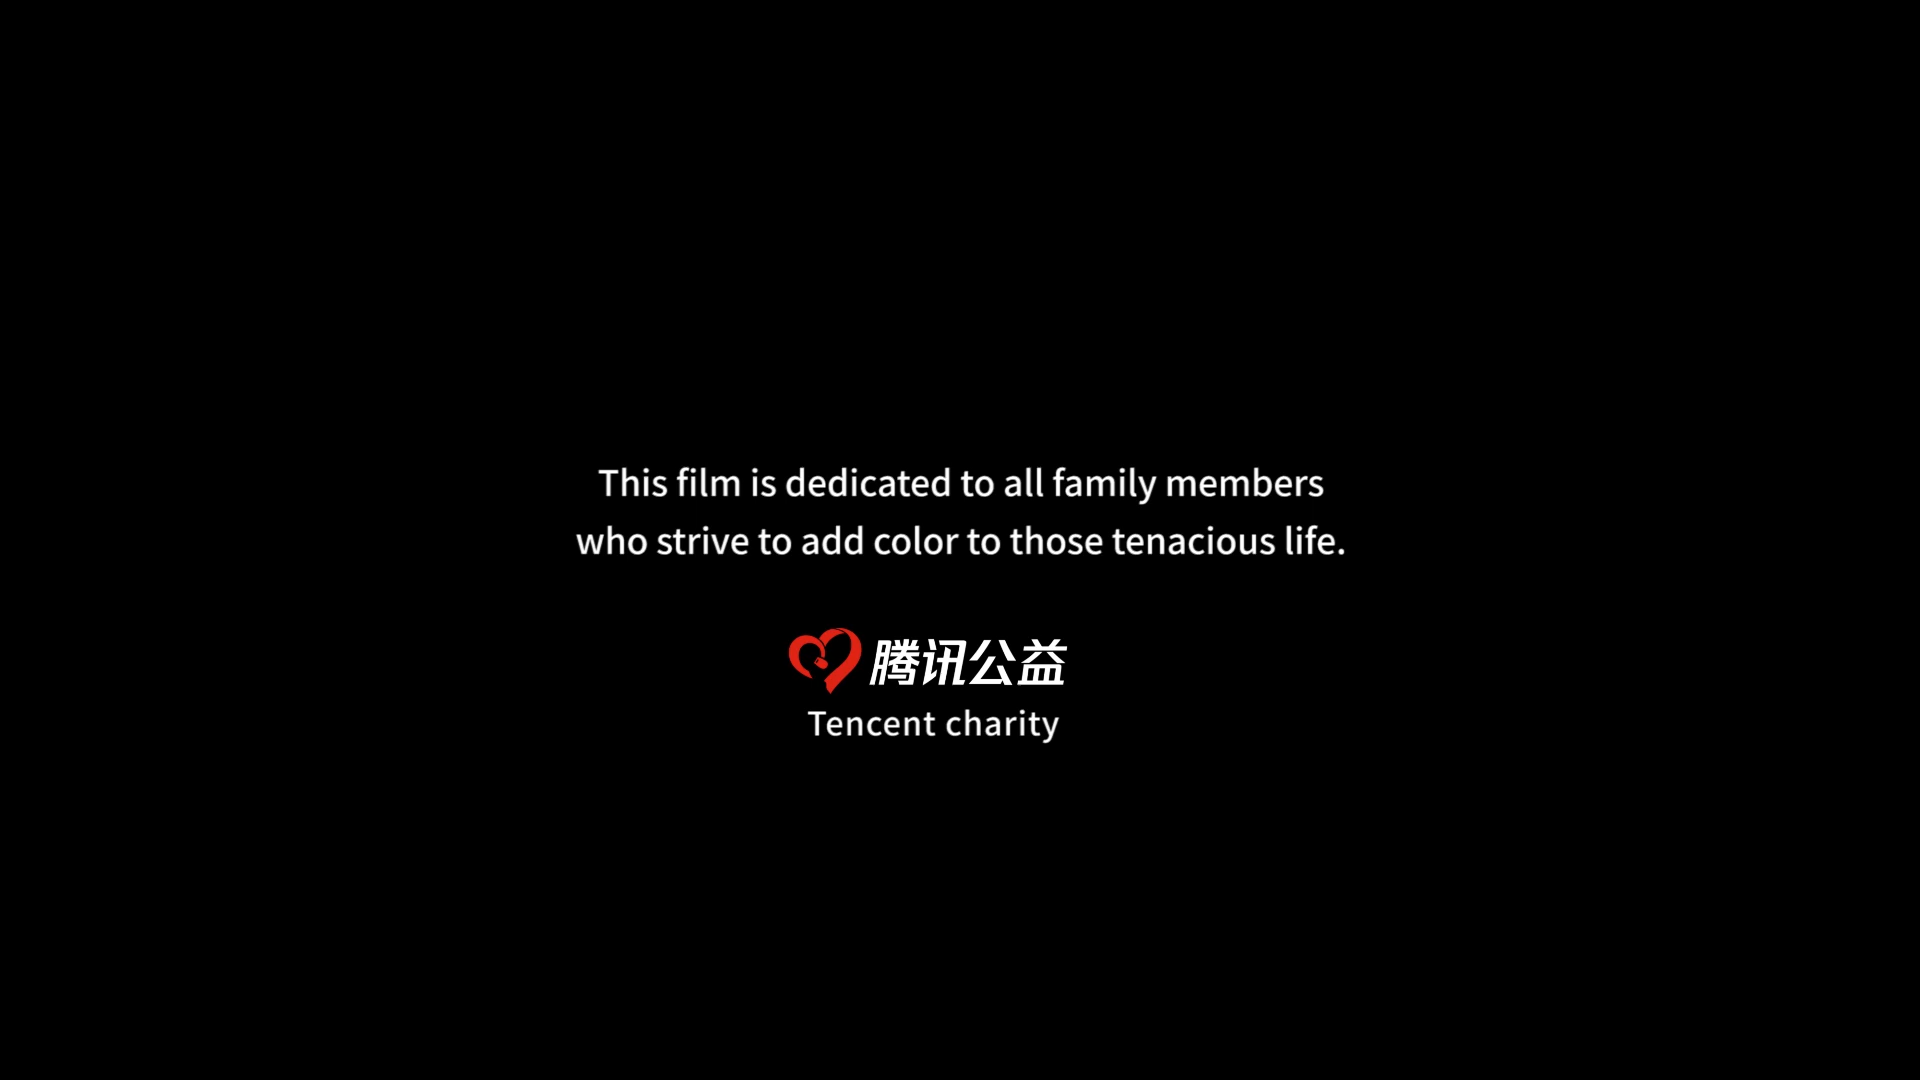 This film is dedicated to all family members
who strive to add color to those tenacious life.
腾讯公益
Tencent charity